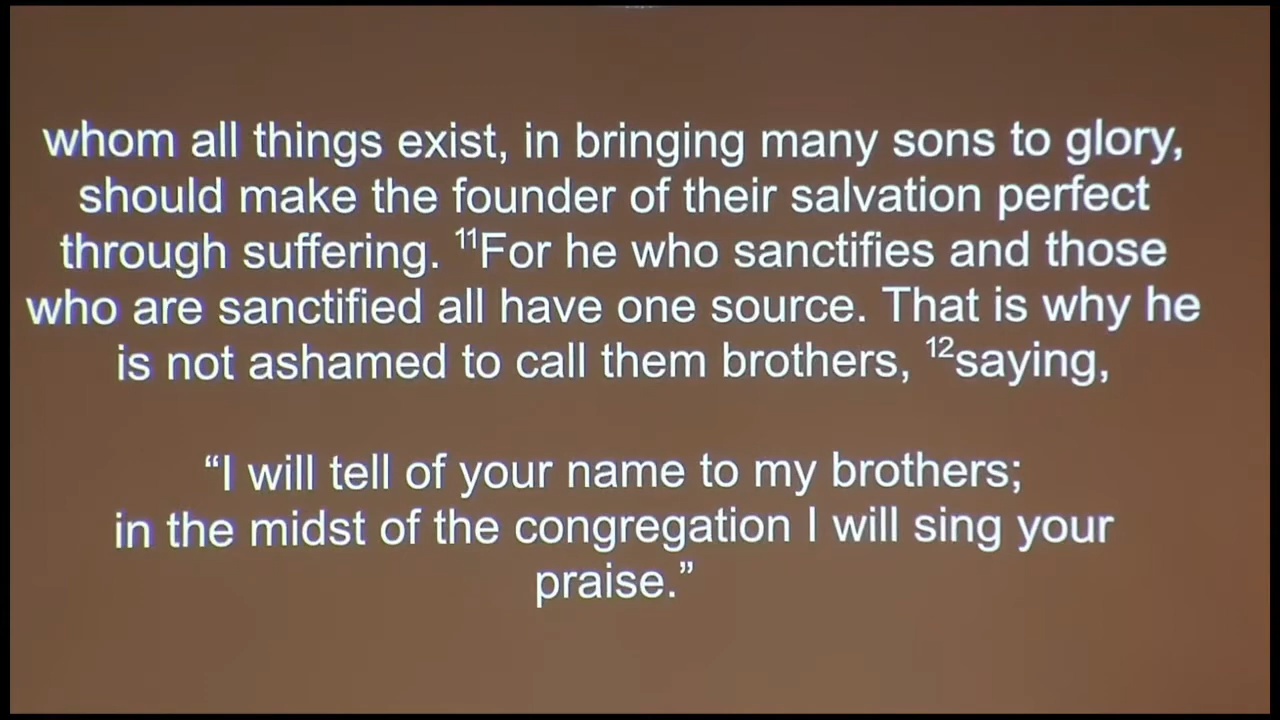 whom all things exist, in bringing many sons to glory,
should make the founder of their salvation perfect
through suffering. ¹¹For he who sanctifies and those
who are sanctified all have one source. That is why he
is not ashamed to call them brothers, ¹²saying,
“I will tell of your name to my brothers;
in the midst of the congregation I will sing your
praise.”